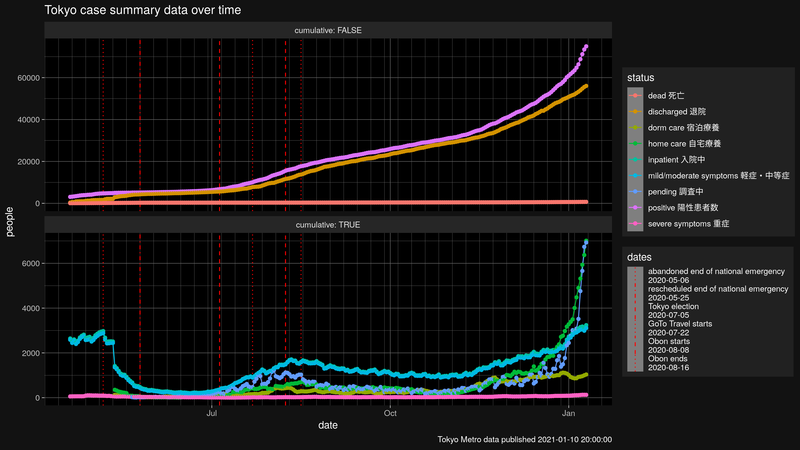 Tokyo case summary data over time
cumulative: FALSE
60000
40000
20000
0
cumulative: TRUE
6000
4000
2000
0
people
Jul
Oct
Jan
date
Tokyo Metro data published 2021-01-10 20:00:00
status
dead 死亡
discharged 退院
dorm care 宿泊療養
home care 自宅療養
inpatient 入院中
mild/moderate symptoms 軽症・中等症
pending 調査中
positive 陽性患者数
severe symptoms 重症
dates
abandoned end of national emergency
2020-05-06
rescheduled end of national emergency
2020-05-25
Tokyo election
2020-07-05
GoTo Travel starts
2020-07-22
Obon starts
2020-08-08
Obon ends
2020-08-16